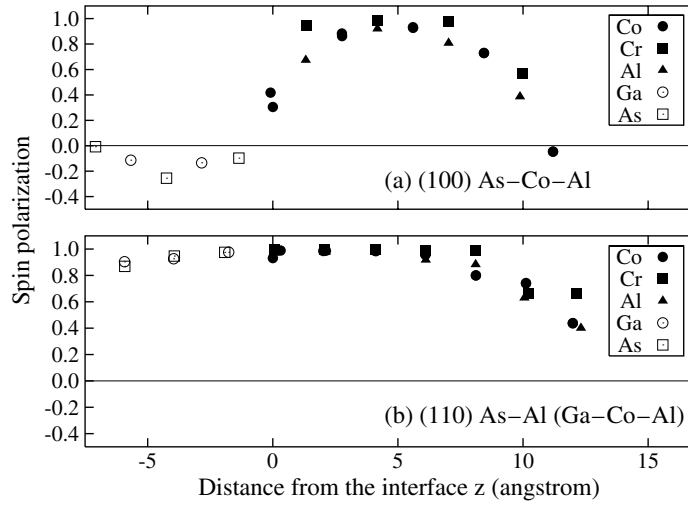 1.0
0.8
0.6
0.4
0.2
0.0
-0.2
-0.4
Co
Cr
Al
Ga
As
(a) (100) As−Co−Al
Spin polarization
1.0
0.8
0.6
0.4
0.2
0.0
-0.2
-0.4
Co
Cr
Al
Ga
As
(b) (110) As−Al (Ga−Co−Al)
-5 0 5 10 15
Distance from the interface z (angstrom)